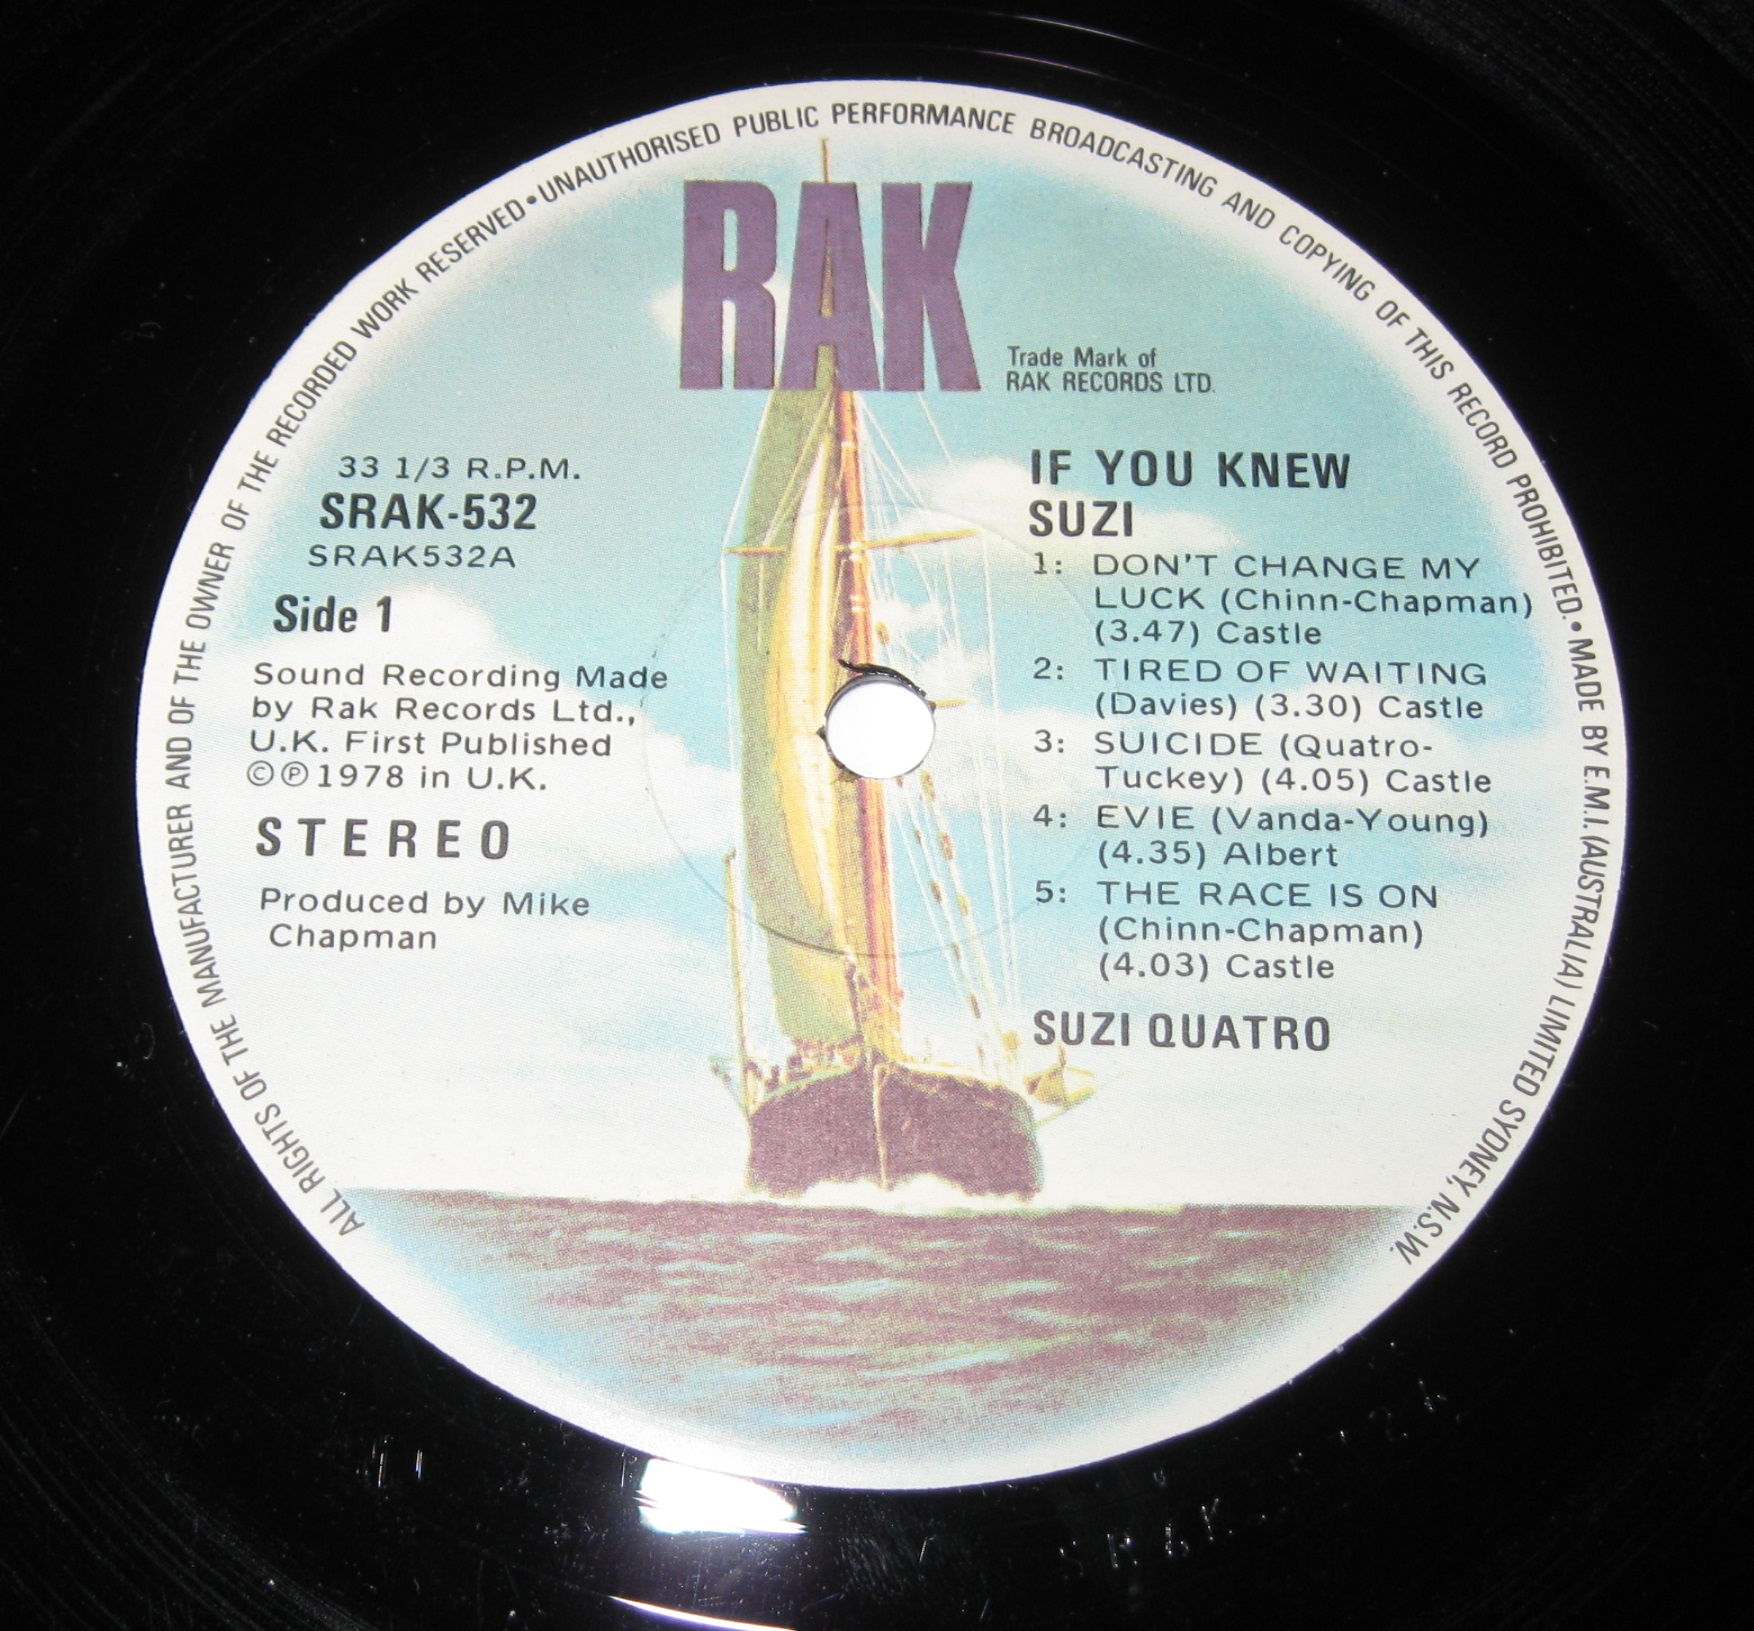 ALL RIGHTS OF THE MANUFACTURER AND OF THE OWNER OF THE RECORDED WORK RESERVED • UNAUTHORISED PUBLIC PERFORMANCE BROADCASTING AND COPYING OF THIS RECORD PROHIBITED. • MADE BY E.M.I. (AUSTRALIA) LIMITED SYDNEY, N.S.W.
RAK
Trade Mark of
RAK RECORDS LTD.
33 1/3 R.P.M.
SRAK-532
SRAK532A
Side 1
Sound Recording Made
by Rak Records Ltd.,
U.K. First Published
©℗1978 in U.K.
STEREO
Produced by Mike
Chapman
IF YOU KNEW
SUZI
1: DON'T CHANGE MY
LUCK (Chinn-Chapman)
(3.47) Castle
2: TIRED OF WAITING
(Davies) (3.30) Castle
3: SUICIDE (Quatro-
Tuckey) (4.05) Castle
4: EVIE (Vanda-Young)
(4.35) Albert
5: THE RACE IS ON
(Chinn-Chapman)
(4.03) Castle
SUZI QUATRO